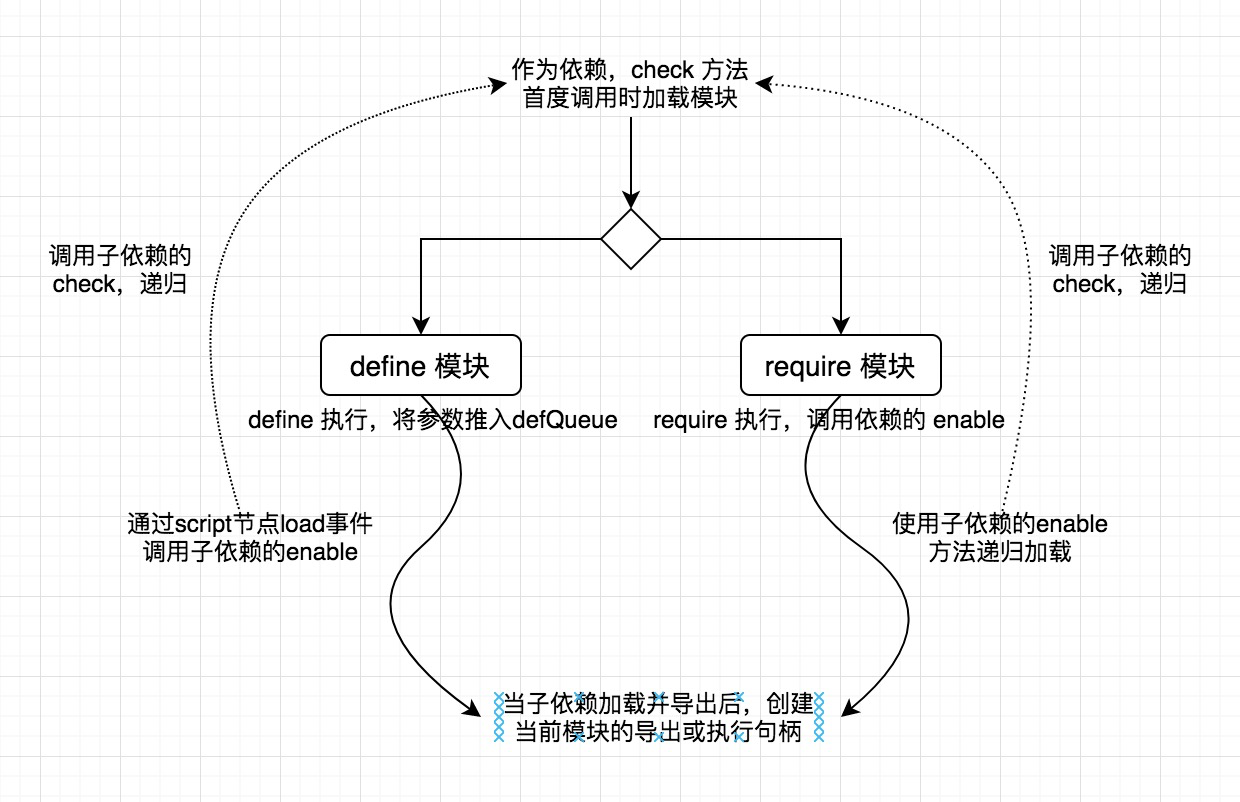 作为依赖，check 方法
首度调用时加载模块
调用子依赖的
check，递归
调用子依赖的
check，递归
define 模块
require 模块
define 执行，将参数推入defQueue
require 执行，调用依赖的 enable
通过script节点load事件
调用子依赖的enable
使用子依赖的enable
方法递归加载
当子依赖加载并导出后，创建
当前模块的导出或执行句柄